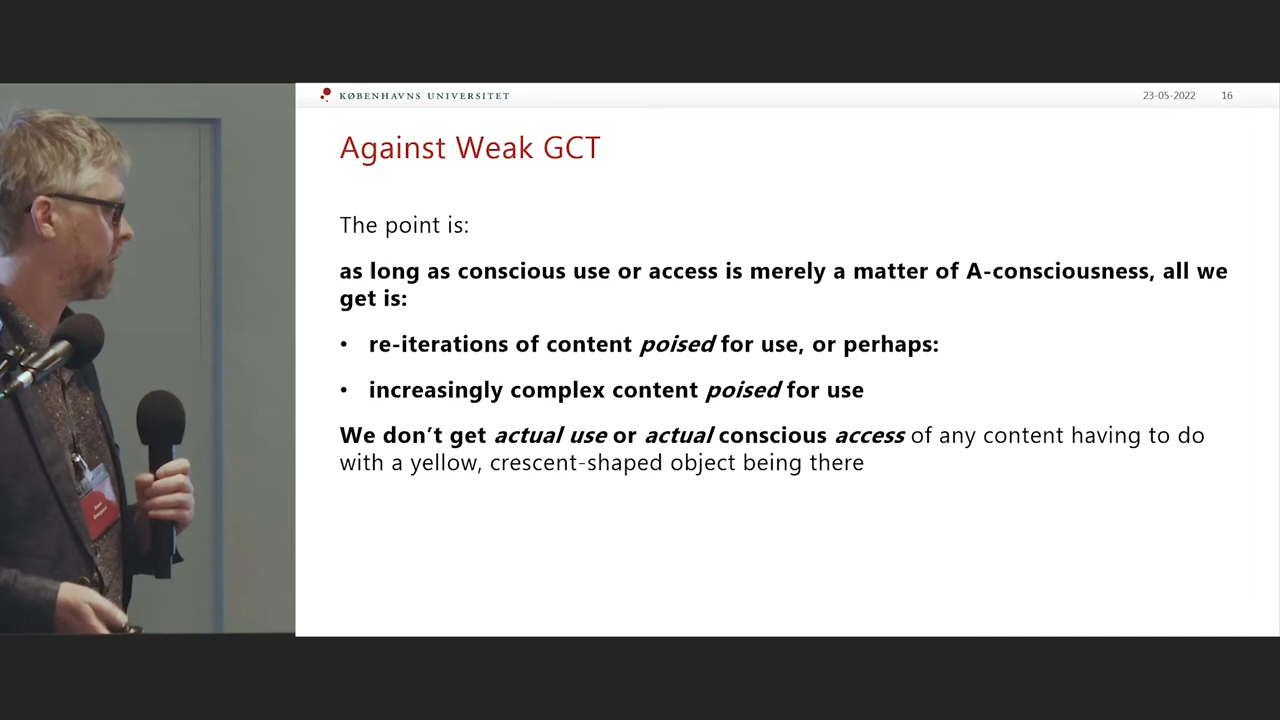 KØBENHAVNS UNIVERSITET
23-05-2022 16
Against Weak GCT
The point is:
as long as conscious use or access is merely a matter of A-consciousness, all we
get is:
• re-iterations of content poised for use, or perhaps:
• increasingly complex content poised for use
We don’t get actual use or actual conscious access of any content having to do
with a yellow, crescent-shaped object being there